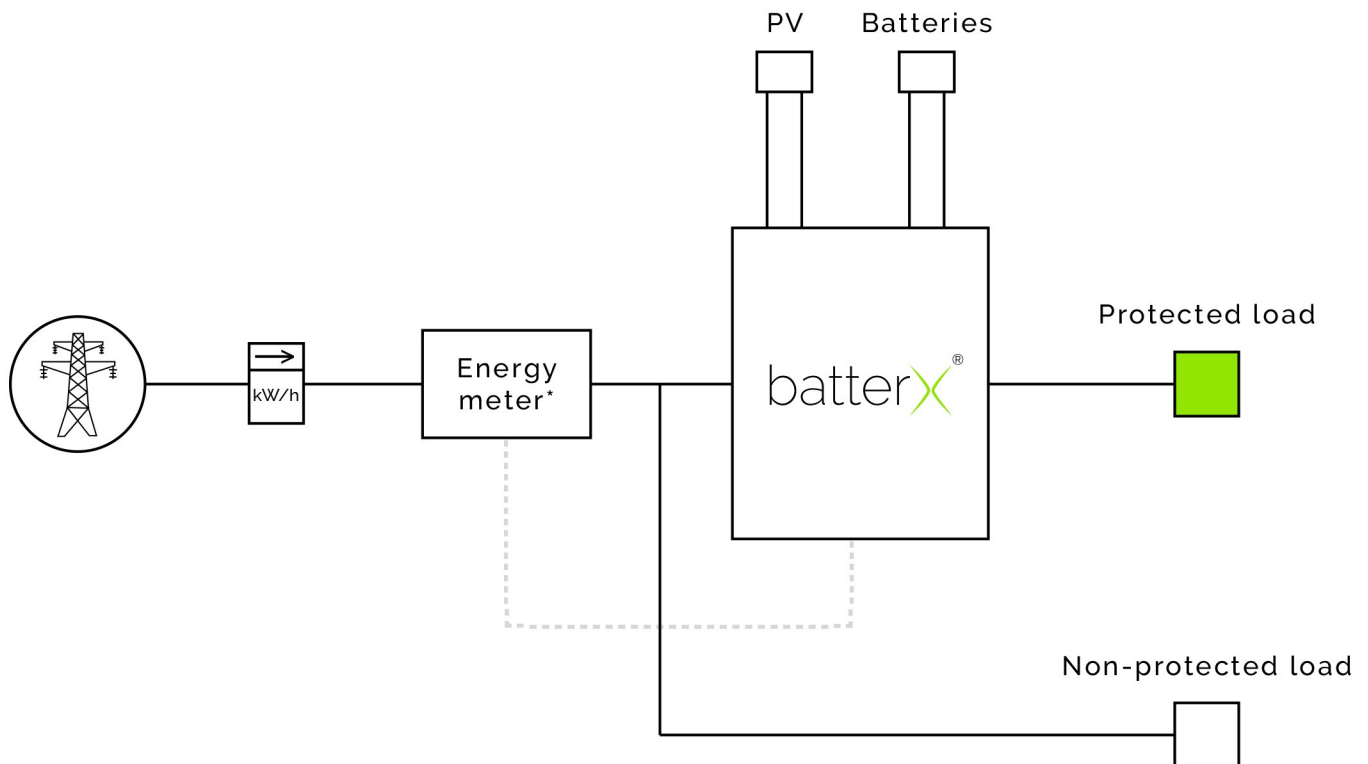 PV
Batteries
Protected load
kW/h
Energy
meter*
batterX®
Non-protected load